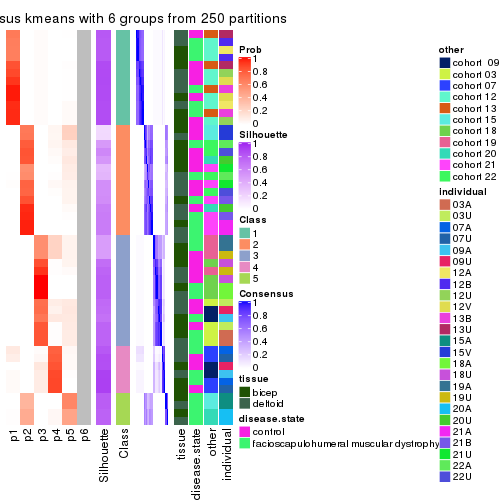 sus kmeans with 6 groups from 250 partitions
p1
p2
p3
p4
p5
p6
Silhouette
Class
tissue
disease.state
other
individual
Prob
1
0.8
0.6
0.4
0.2
0
Silhouette
1
0.8
0.6
0.4
0.2
0
Class
1
2
3
4
5
Consensus
1
0.8
0.6
0.4
0.2
0
tissue
bicep
deltoid
disease.state
control
facioscapulohumeral muscular dystrophy
other
cohort 09
cohort 03
cohort 07
cohort 12
cohort 13
cohort 15
cohort 18
cohort 19
cohort 20
cohort 21
cohort 22
individual
03A
03U
07A
07U
09A
09U
12A
12B
12U
12V
13B
13U
15A
15V
18A
18U
19A
19U
20A
20U
21A
21B
21U
22A
22U